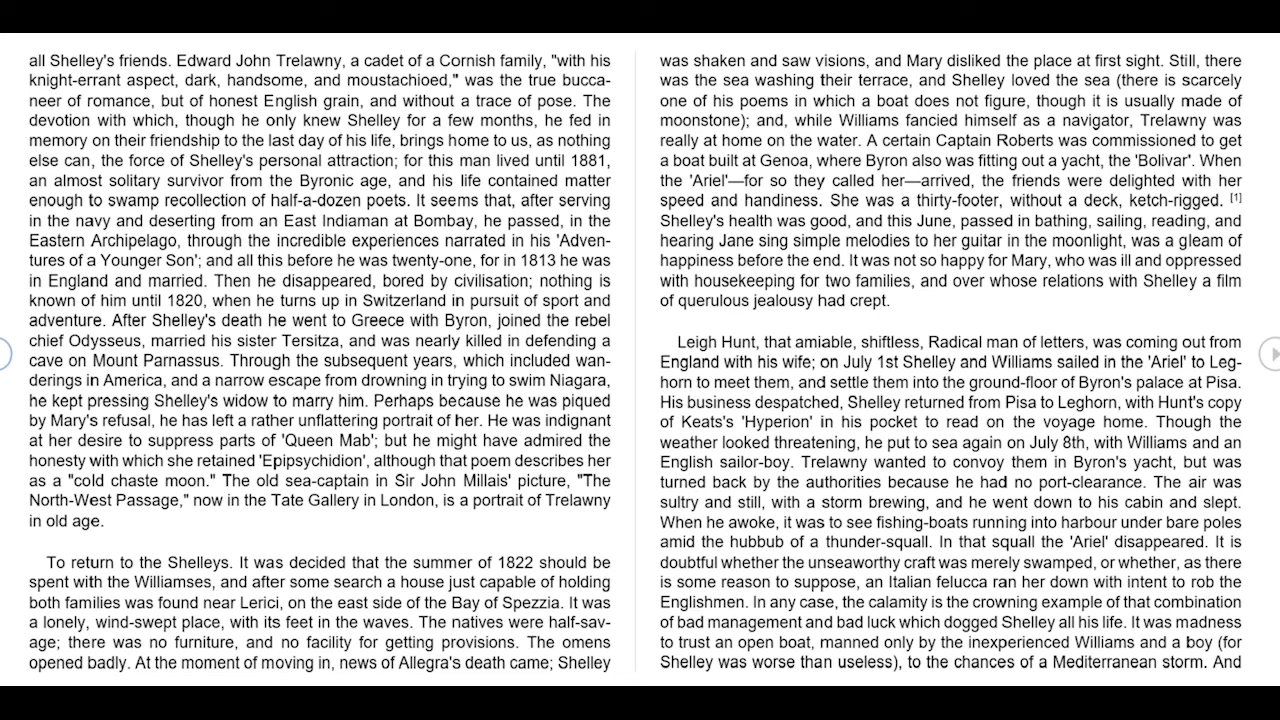 all Shelley's friends. Edward John Trelawny, a cadet of a Cornish family, "with his
knight-errant aspect, dark, handsome, and moustachioed," was the true bucca-
neer of romance, but of honest English grain, and without a trace of pose. The
devotion with which, though he only knew Shelley for a few months, he fed in
memory on their friendship to the last day of his life, brings home to us, as nothing
else can, the force of Shelley's personal attraction; for this man lived until 1881,
an almost solitary survivor from the Byronic age, and his life contained matter
enough to swamp recollection of half-a-dozen poets. It seems that, after serving
in the navy and deserting from an East Indiaman at Bombay, he passed, in the
Eastern Archipelago, through the incredible experiences narrated in his 'Adven-
tures of a Younger Son'; and all this before he was twenty-one, for in 1813 he was
in England and married. Then he disappeared, bored by civilisation; nothing is
known of him until 1820, when he turns up in Switzerland in pursuit of sport and
adventure. After Shelley's death he went to Greece with Byron, joined the rebel
chief Odysseus, married his sister Tersitza, and was nearly killed in defending a
cave on Mount Parnassus. Through the subsequent years, which included wan-
derings in America, and a narrow escape from drowning in trying to swim Niagara,
he kept pressing Shelley's widow to marry him. Perhaps because he was piqued
by Mary's refusal, he has left a rather unflattering portrait of her. He was indignant
at her desire to suppress parts of 'Queen Mab'; but he might have admired the
honesty with which she retained 'Epipsychidion', although that poem describes her
as a "cold chaste moon." The old sea-captain in Sir John Millais' picture, "The
North-West Passage," now in the Tate Gallery in London, is a portrait of Trelawny
in old age.
To return to the Shelleys. It was decided that the summer of 1822 should be
spent with the Williamses, and after some search a house just capable of holding
both families was found near Lerici, on the east side of the Bay of Spezzia. It was
a lonely, wind-swept place, with its feet in the waves. The natives were half-sav-
age; there was no furniture, and no facility for getting provisions. The omens
opened badly. At the moment of moving in, news of Allegra's death came; Shelley
was shaken and saw visions, and Mary disliked the place at first sight. Still, there
was the sea washing their terrace, and Shelley loved the sea (there is scarcely
one of his poems in which a boat does not figure, though it is usually made of
moonstone); and, while Williams fancied himself as a navigator, Trelawny was
really at home on the water. A certain Captain Roberts was commissioned to get
a boat built at Genoa, where Byron also was fitting out a yacht, the 'Bolivar'. When
the 'Ariel'—for so they called her—arrived, the friends were delighted with her
speed and handiness. She was a thirty-footer, without a deck, ketch-rigged. [1]
Shelley's health was good, and this June, passed in bathing, sailing, reading, and
hearing Jane sing simple melodies to her guitar in the moonlight, was a gleam of
happiness before the end. It was not so happy for Mary, who was ill and oppressed
with housekeeping for two families, and over whose relations with Shelley a film
of querulous jealousy had crept.
Leigh Hunt, that amiable, shiftless, Radical man of letters, was coming out from
England with his wife; on July 1st Shelley and Williams sailed in the 'Ariel' to Leg-
horn to meet them, and settle them into the ground-floor of Byron's palace at Pisa.
His business despatched, Shelley returned from Pisa to Leghorn, with Hunt's copy
of Keats's 'Hyperion' in his pocket to read on the voyage home. Though the
weather looked threatening, he put to sea again on July 8th, with Williams and an
English sailor-boy. Trelawny wanted to convoy them in Byron's yacht, but was
turned back by the authorities because he had no port-clearance. The air was
sultry and still, with a storm brewing, and he went down to his cabin and slept.
When he awoke, it was to see fishing-boats running into harbour under bare poles
amid the hubbub of a thunder-squall. In that squall the 'Ariel' disappeared. It is
doubtful whether the unseaworthy craft was merely swamped, or whether, as there
is some reason to suppose, an Italian felucca ran her down with intent to rob the
Englishmen. In any case, the calamity is the crowning example of that combination
of bad management and bad luck which dogged Shelley all his life. It was madness
to trust an open boat, manned only by the inexperienced Williams and a boy (for
Shelley was worse than useless), to the chances of a Mediterranean storm. And